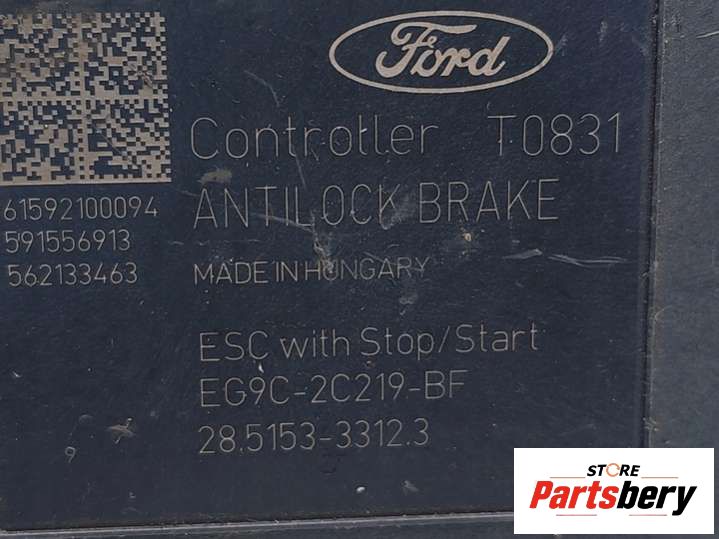 Ford
Controller T0831
ANTILOCK BRAKE
61592100094
591556913
562133463
MADE IN HUNGARY
ESC with Stop/Start
EG9C-2C219-BF
28.5153-3312.3
9
STORE
Partsbery